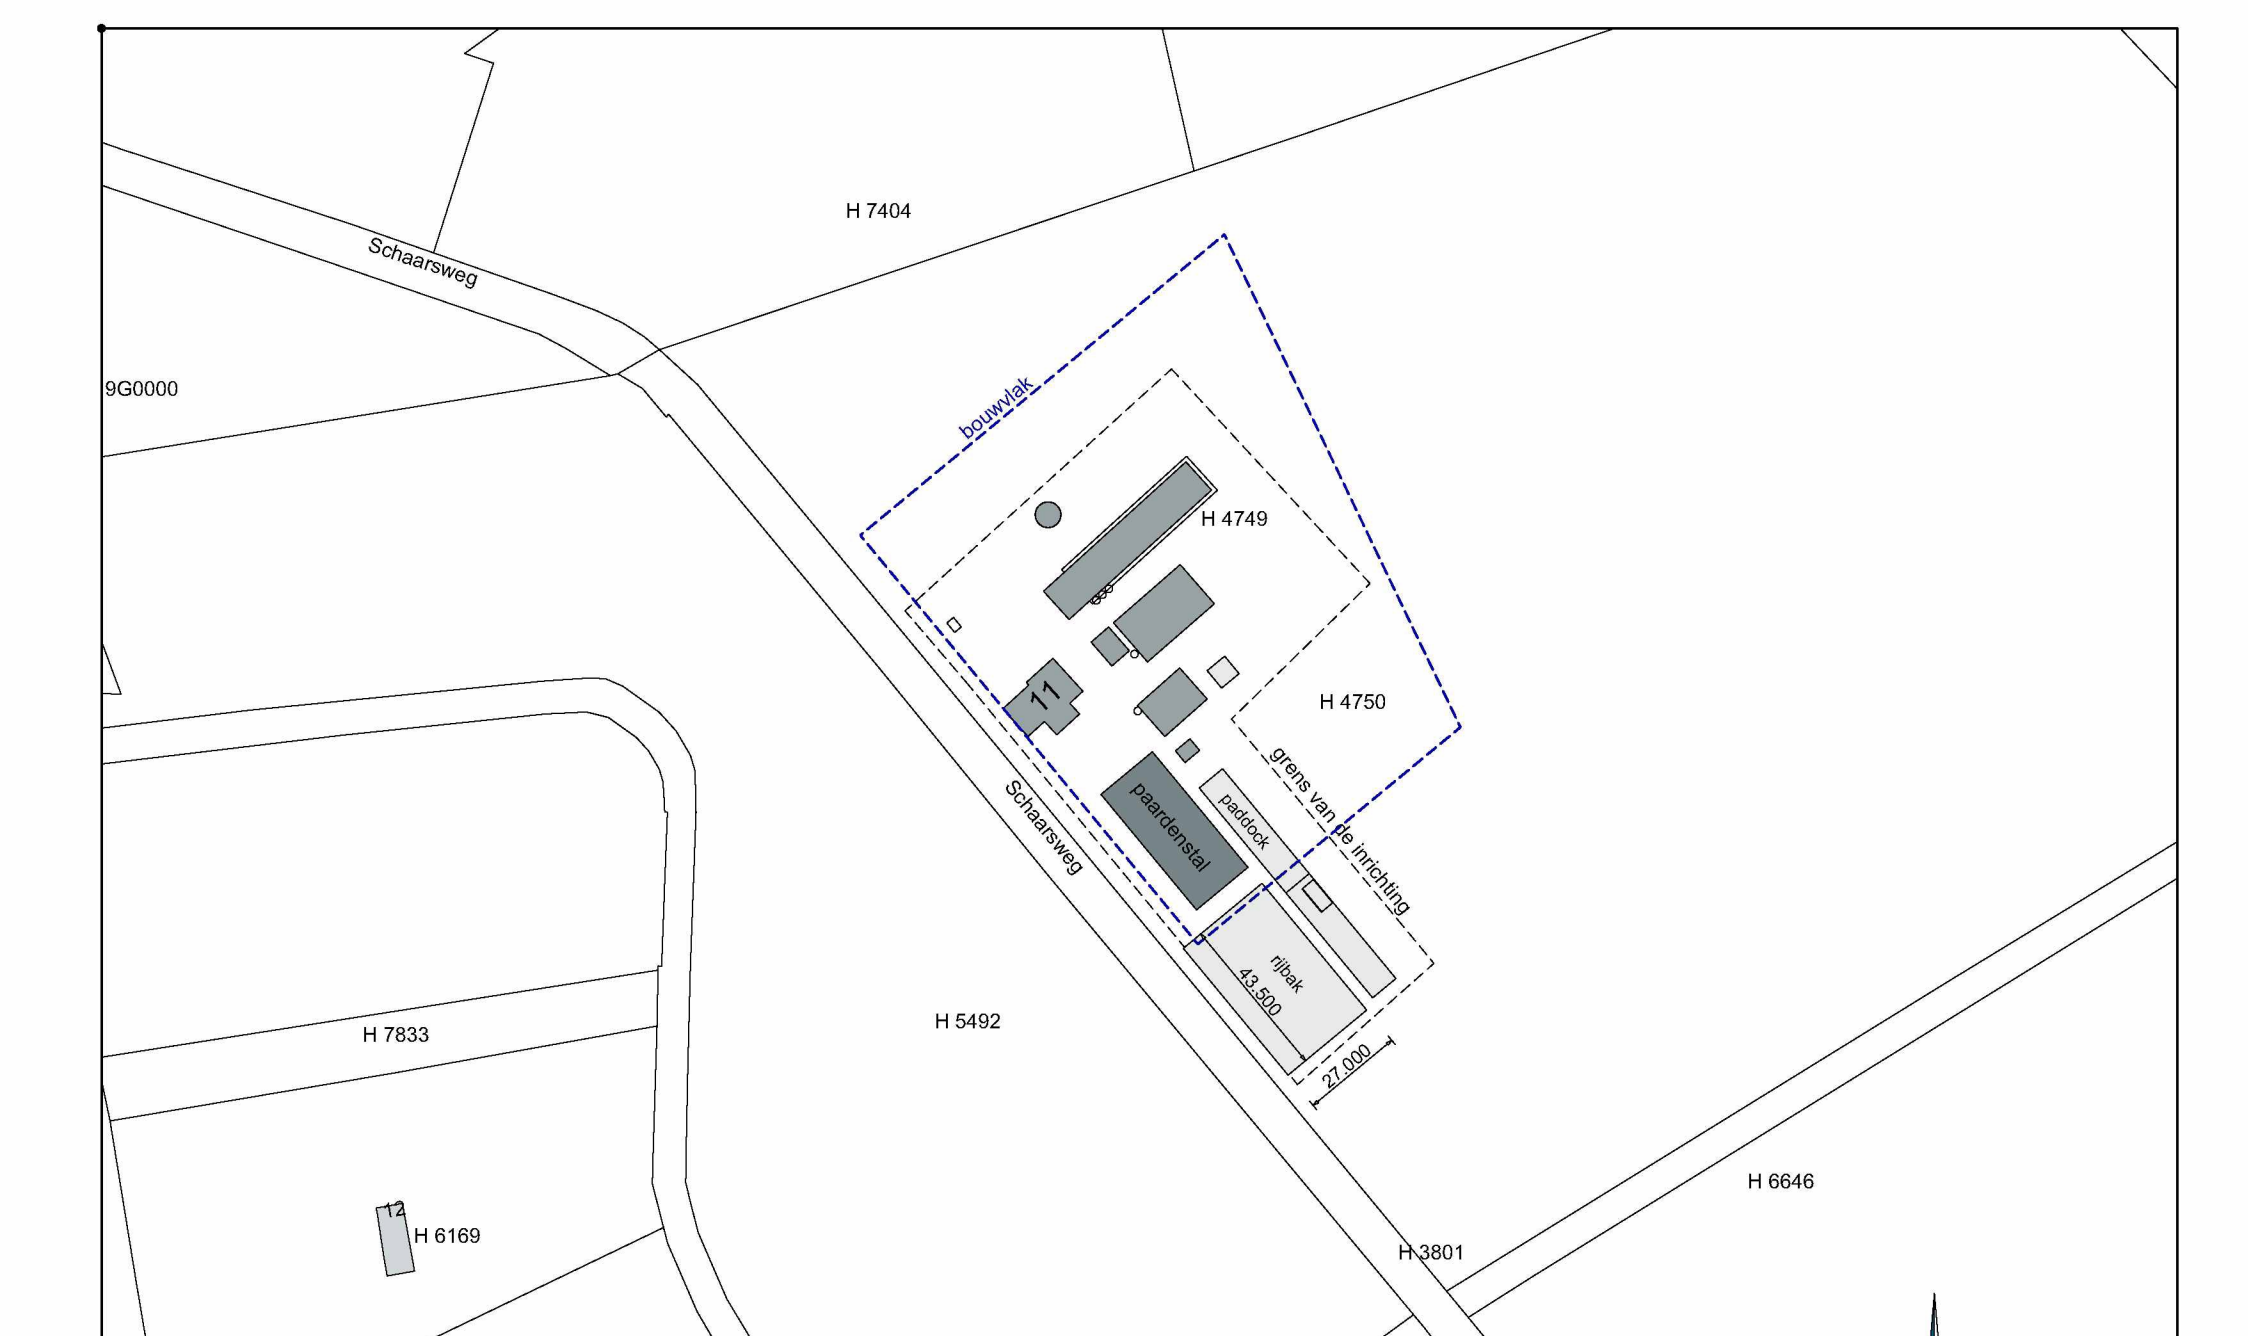 H 7404
Schaarsweg
9G0000
bouwvlak
H 4749
11
H 4750
grens van de inrichting
Schaarsweg
paardenstal
paddock
rijbak
43.500
27.000
H 5492
H 7833
12
H 6169
H 6646
H 3801